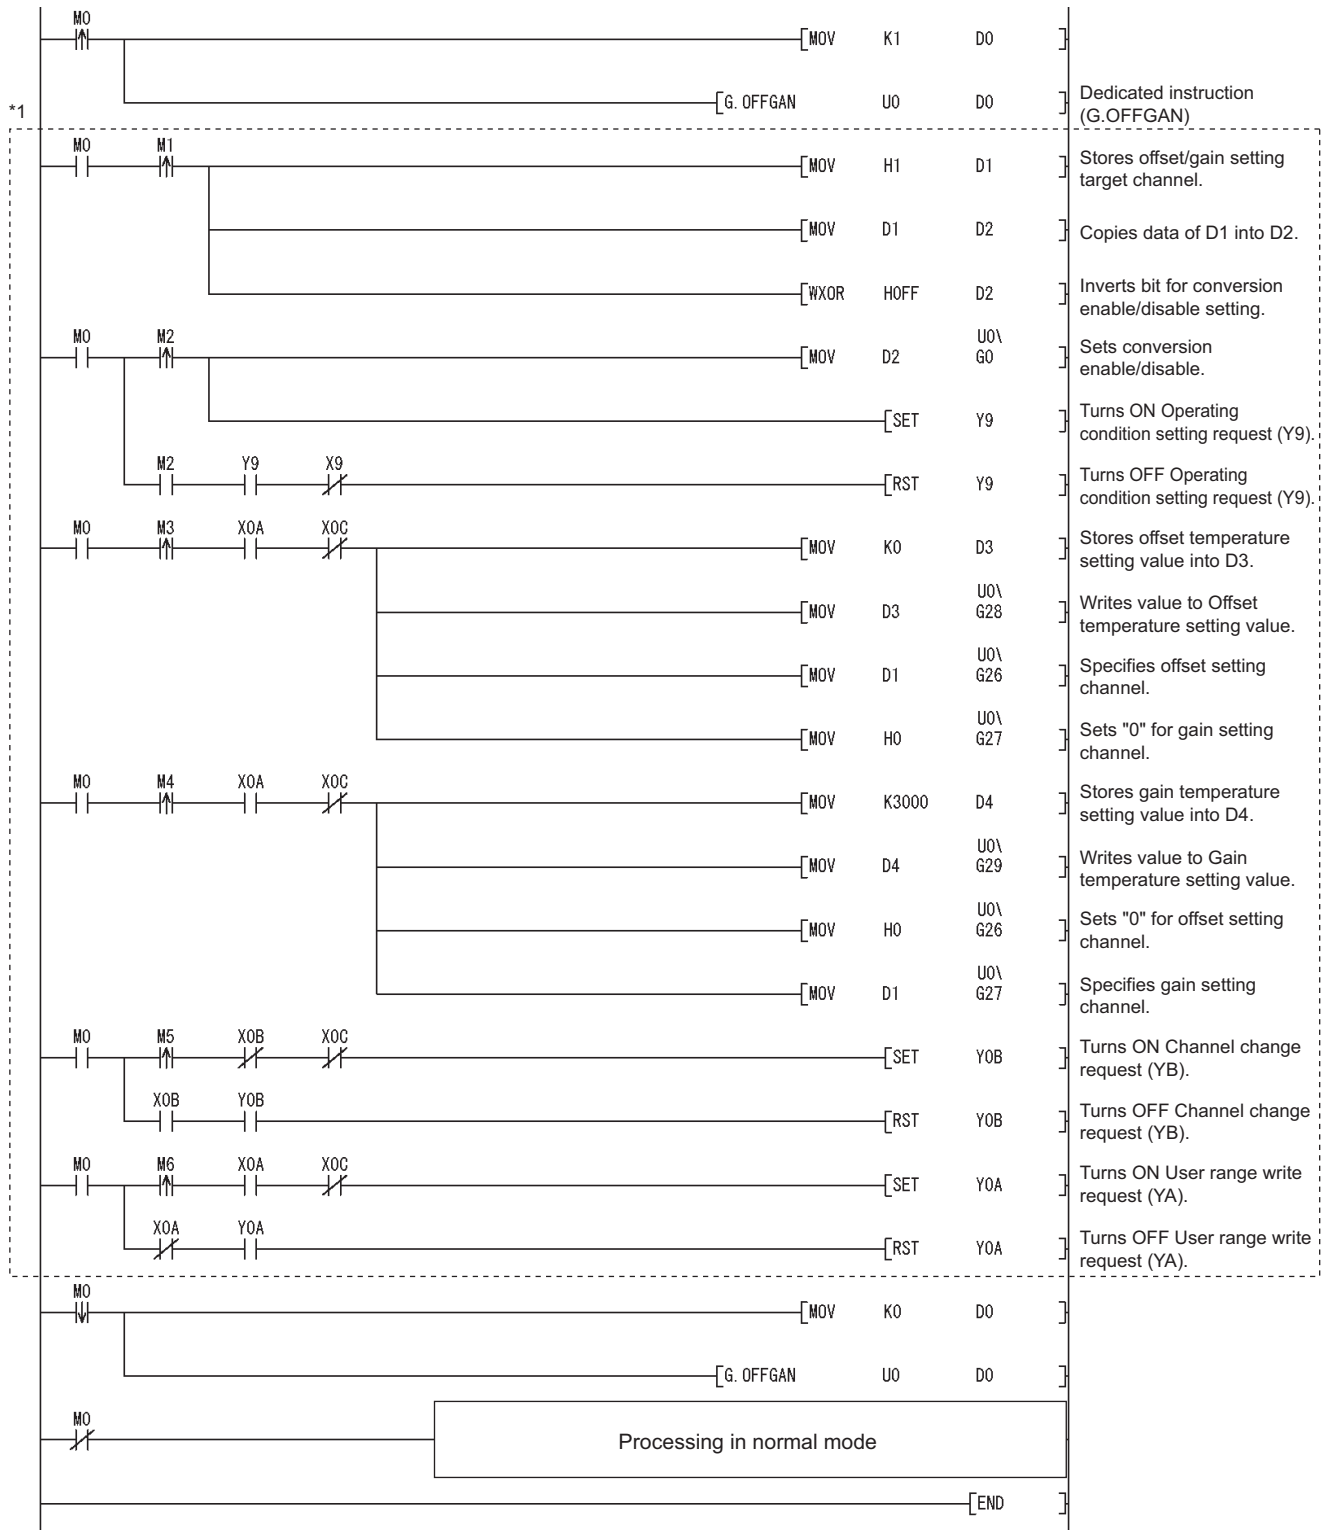 M0
MOV K1 D0
*1
G.OFFGAN U0 D0
Dedicated instruction
(G.OFFGAN)
M0 M1
MOV H1 D1
Stores offset/gain setting
target channel.
MOV D1 D2
Copies data of D1 into D2.
WXOR H0FF D2
Inverts bit for conversion
enable/disable setting.
M0 M2
U0\
MOV D2 G0
Sets conversion
enable/disable.
SET Y9
Turns ON Operating
condition setting request (Y9).
M2 Y9 X9
RST Y9
Turns OFF Operating
condition setting request (Y9).
M0 M3 X0A X0C
MOV K0 D3
Stores offset temperature
setting value into D3.
U0\
MOV D3 G28
Writes value to Offset
temperature setting value.
U0\
MOV D1 G26
Specifies offset setting
channel.
U0\
MOV H0 G27
Sets "0" for gain setting
channel.
M0 M4 X0A X0C
MOV K3000 D4
Stores gain temperature
setting value into D4.
U0\
MOV D4 G29
Writes value to Gain
temperature setting value.
U0\
MOV H0 G26
Sets "0" for offset setting
channel.
U0\
MOV D1 G27
Specifies gain setting
channel.
M0 M5 X0B X0C
SET Y0B
Turns ON Channel change
request (YB).
X0B Y0B
RST Y0B
Turns OFF Channel change
request (YB).
M0 M6 X0A X0C
SET Y0A
Turns ON User range write
request (YA).
X0A Y0A
RST Y0A
Turns OFF User range write
request (YA).
M0
MOV K0 D0
G.OFFGAN U0 D0
M0
Processing in normal mode
END